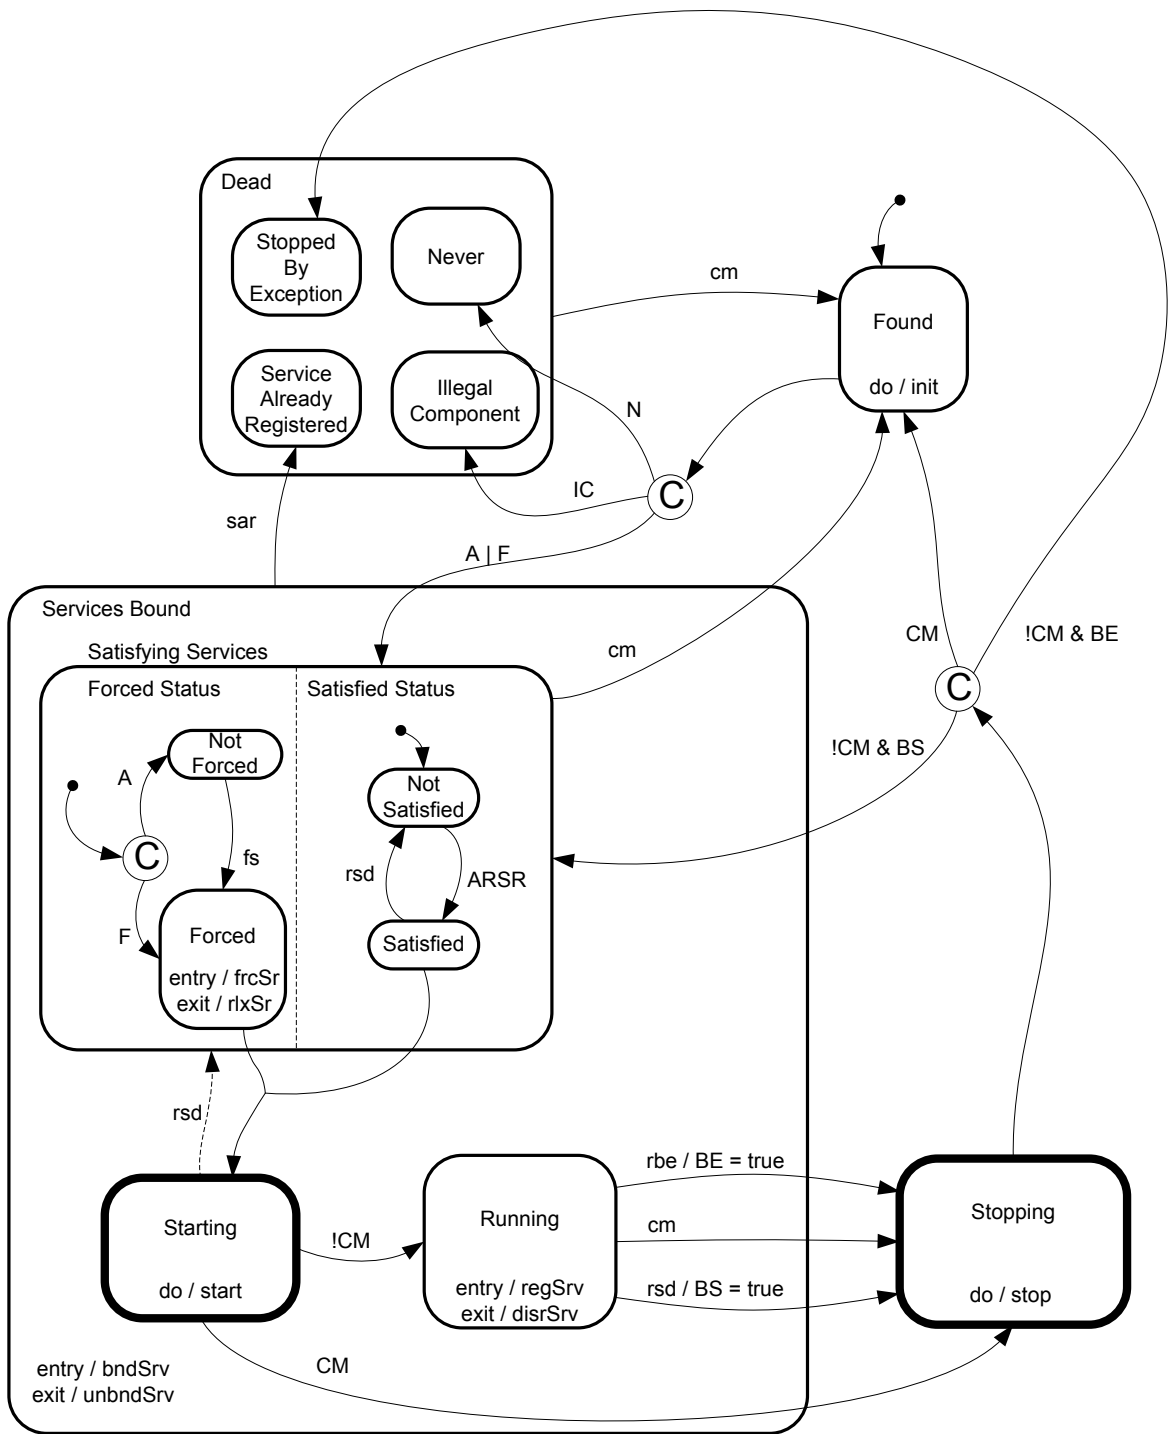 Dead
Stopped
By
Exception
Never
Service
Already
Registered
Illegal
Component
cm
Found
do / init
N
IC
C
A | F
sar
Services Bound
cm
CM
!CM & BE
C
!CM & BS
Satisfying Services
Forced Status
Satisfied Status
Not
Forced
A
C
F
fs
Forced
entry / frcSr
exit / rlxSr
Not
Satisfied
rsd
ARSR
Satisfied
rsd
Starting
do / start
!CM
Running
entry / regSrv
exit / disrSrv
rbe / BE = true
cm
rsd / BS = true
Stopping
do / stop
CM
entry / bndSrv
exit / unbndSrv